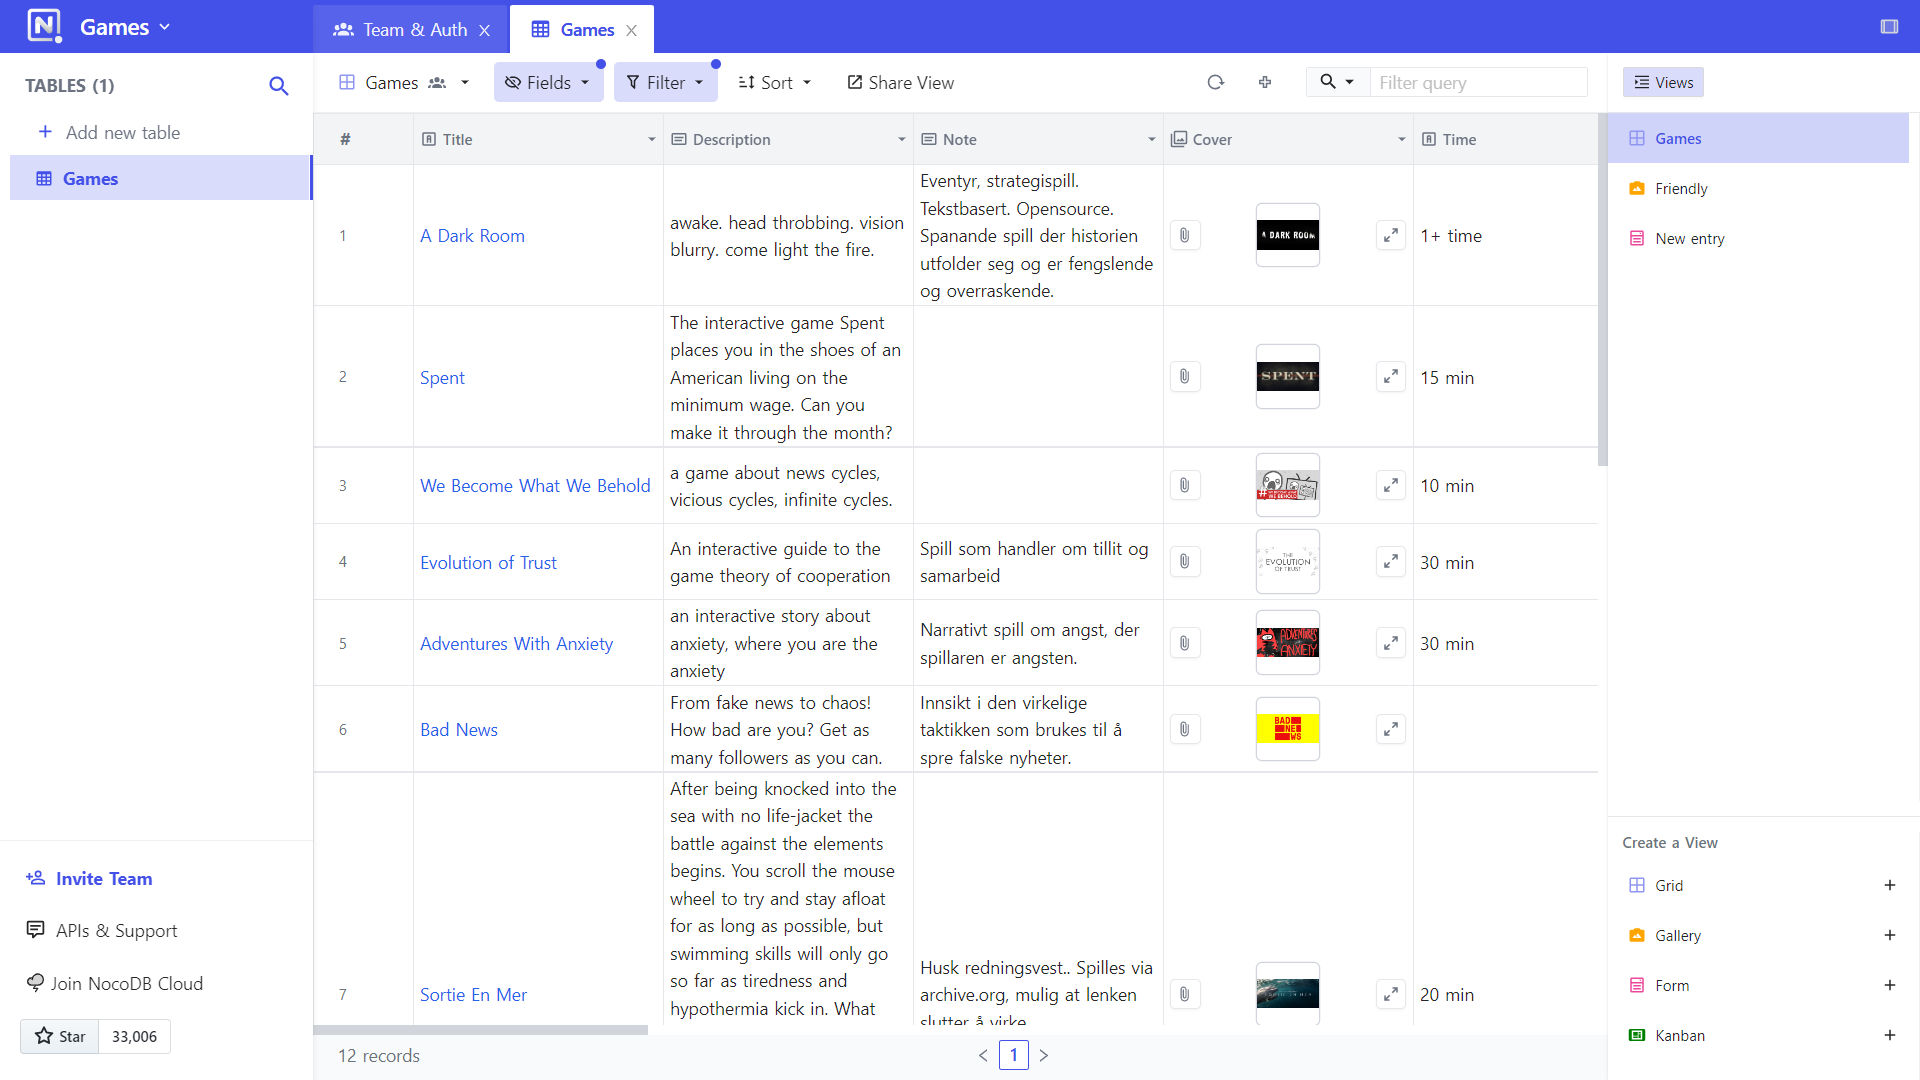 N.
Games
Team & Auth
Games
TABLES (1)
Add new table
Games
Games
Fields
Filter
Sort
Share View
Filter query
Views
# Title Description Note Cover Time
1
A Dark Room
awake. head throbbing. vision
blurry. come light the fire.
Eventyr, strategispill.
Tekstbasert. Opensource.
Spanande spill der historien
utfolder seg og er fengslende
og overraskende.
A DARK ROOM
1+ time
2
Spent
The interactive game Spent
places you in the shoes of an
American living on the
minimum wage. Can you
make it through the month?
SPENT
15 min
3
We Become What We Behold
a game about news cycles,
vicious cycles, infinite cycles.
10 min
4
Evolution of Trust
An interactive guide to the
game theory of cooperation
Spill som handler om tillit og
samarbeid
THE
EVOLUTION
OF TRUST
30 min
5
Adventures With Anxiety
an interactive story about
anxiety, where you are the
anxiety
Narrativt spill om angst, der
spillaren er angsten.
ADVENTURES
ANXIETY
30 min
6
Bad News
From fake news to chaos!
How bad are you? Get as
many followers as you can.
Innsikt i den virkelige
taktikken som brukes til å
spre falske nyheter.
BAD
NE
WS
7
Sortie En Mer
After being knocked into the
sea with no life-jacket the
battle against the elements
begins. You scroll the mouse
wheel to try and stay afloat
for as long as possible, but
swimming skills will only go
so far as tiredness and
hypothermia kick in. What
Husk redningsvest.. Spilles via
archive.org, mulig at lenken
slutter å virke
20 min
Games
Friendly
New entry
Create a View
Grid
Gallery
Form
Kanban
Invite Team
APIs & Support
Join NocoDB Cloud
Star 33,006
12 records
1